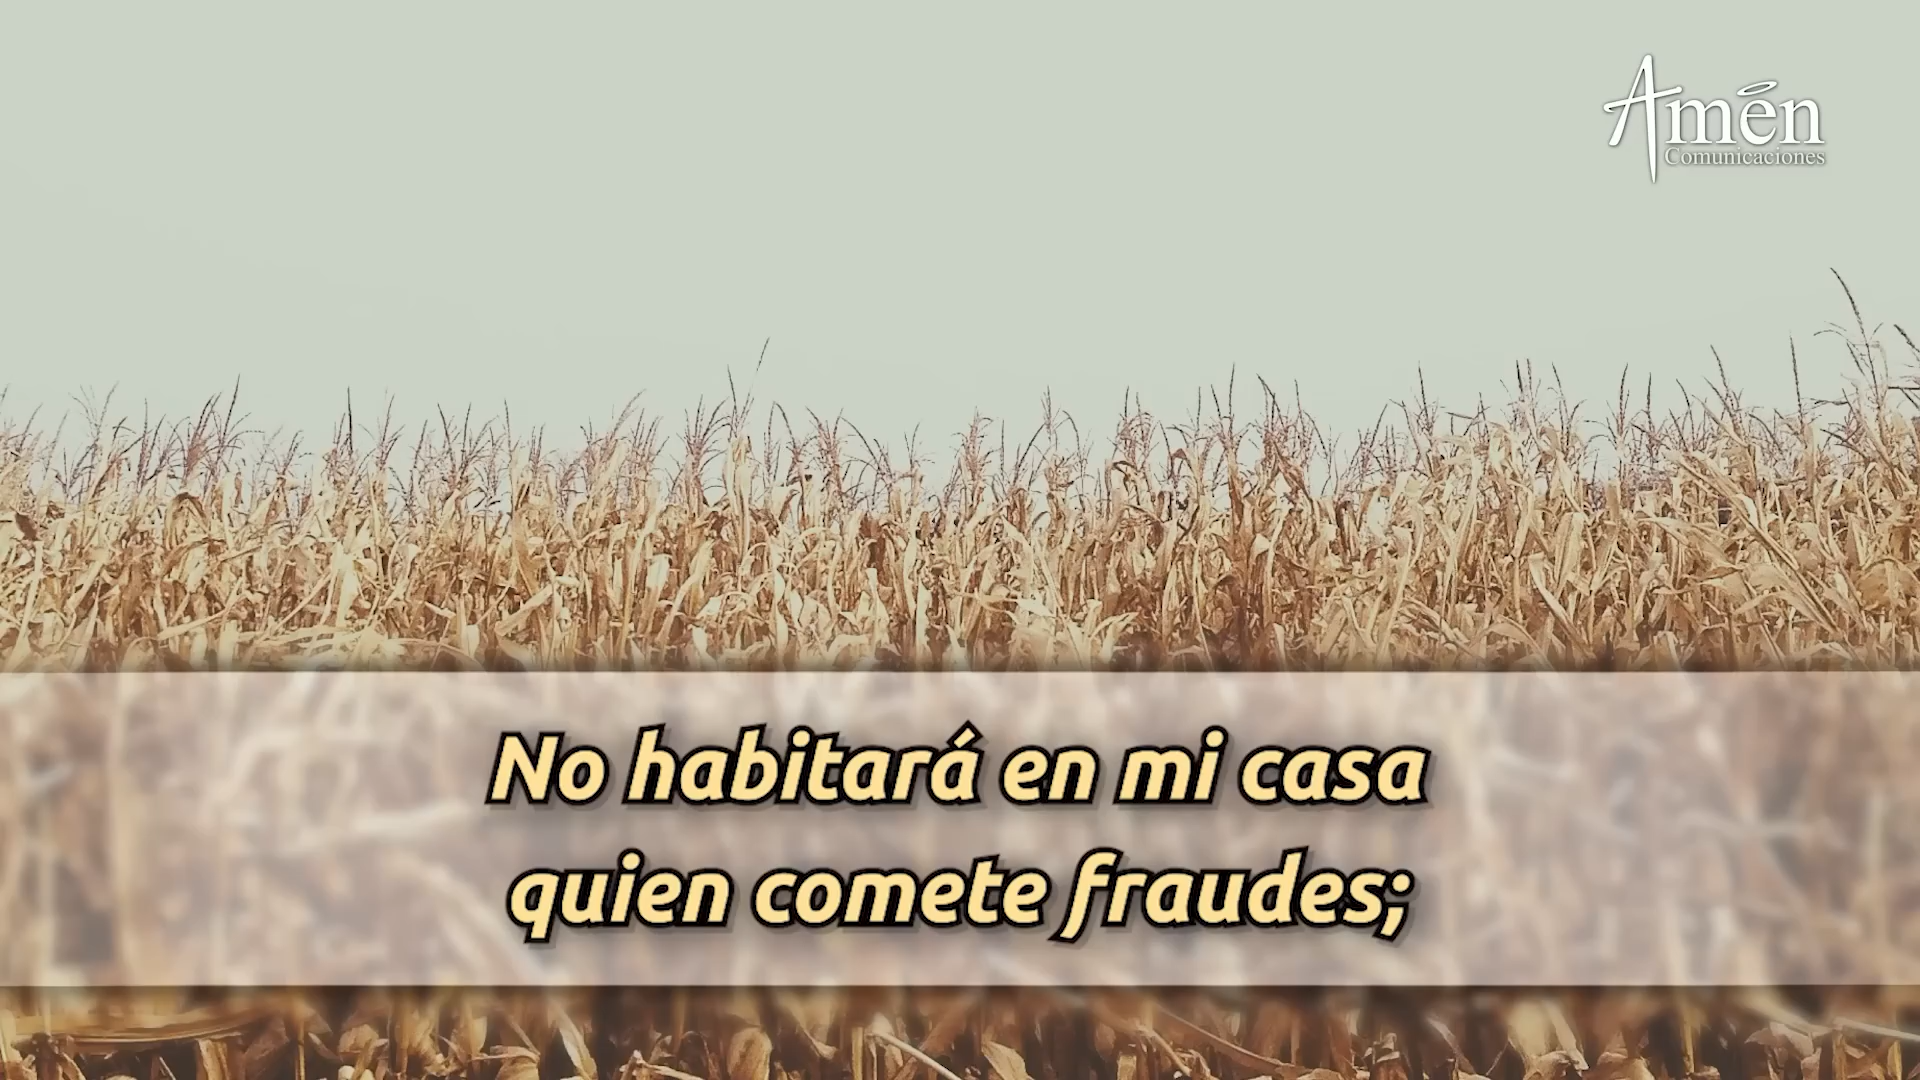 Amén
Comunicaciones
No habitará en mi casa
quien comete fraudes;